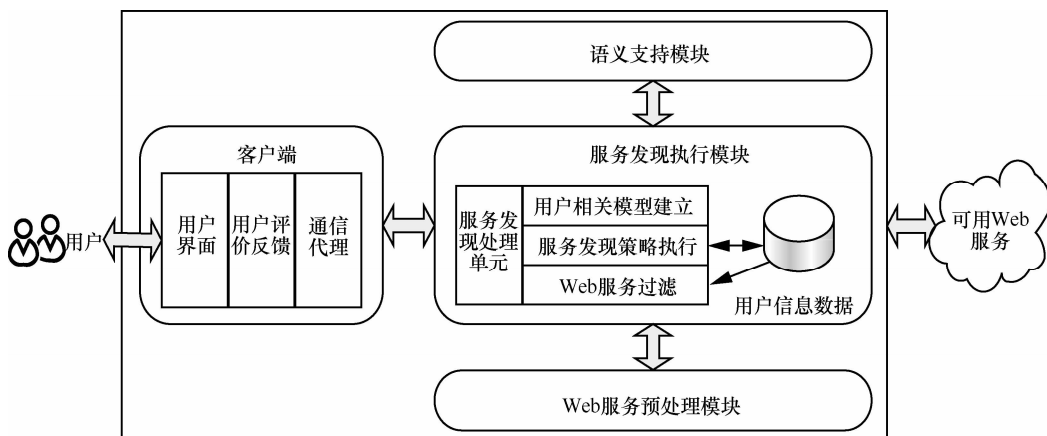 语义支持模块
客户端
服务发现执行模块
用户
用户
界面
用户评
价反馈
通信
代理
服务发
现处理
单元
用户相关模型建立
服务发现策略执行
Web服务过滤
用户信息数据
可用Web
服务
Web服务预处理模块